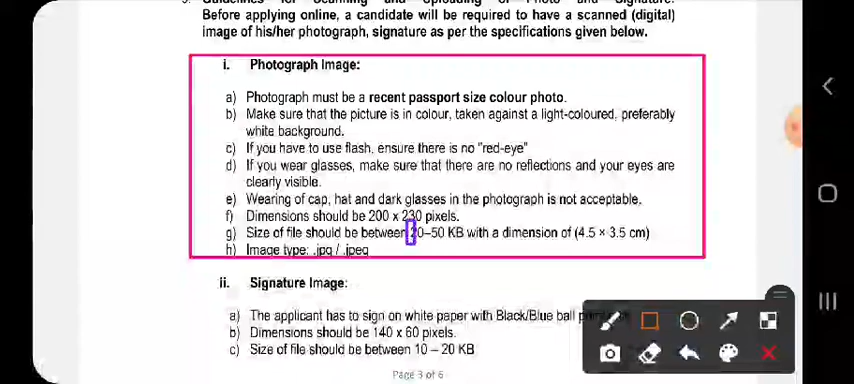 Before applying online, a candidate will be required to have a scanned (digital)
image of his/her photograph, signature as per the specifications given below.
i. Photograph Image:
a) Photograph must be a recent passport size colour photo.
b) Make sure that the picture is in colour, taken against a light-coloured, preferably
white background.
c) If you have to use flash, ensure there is no "red-eye"
d) If you wear glasses, make sure that there are no reflections and your eyes are
clearly visible.
e) Wearing of cap, hat and dark glasses in the photograph is not acceptable.
f) Dimensions should be 200 x 230 pixels.
g) Size of file should be between 20–50 KB with a dimension of (4.5 × 3.5 cm)
h) Image type: .jpg / .jpeg
ii. Signature Image:
a) The applicant has to sign on white paper with Black/Blue ball
b) Dimensions should be 140 x 60 pixels.
c) Size of file should be between 10 – 20 KB
Page 3 of 6